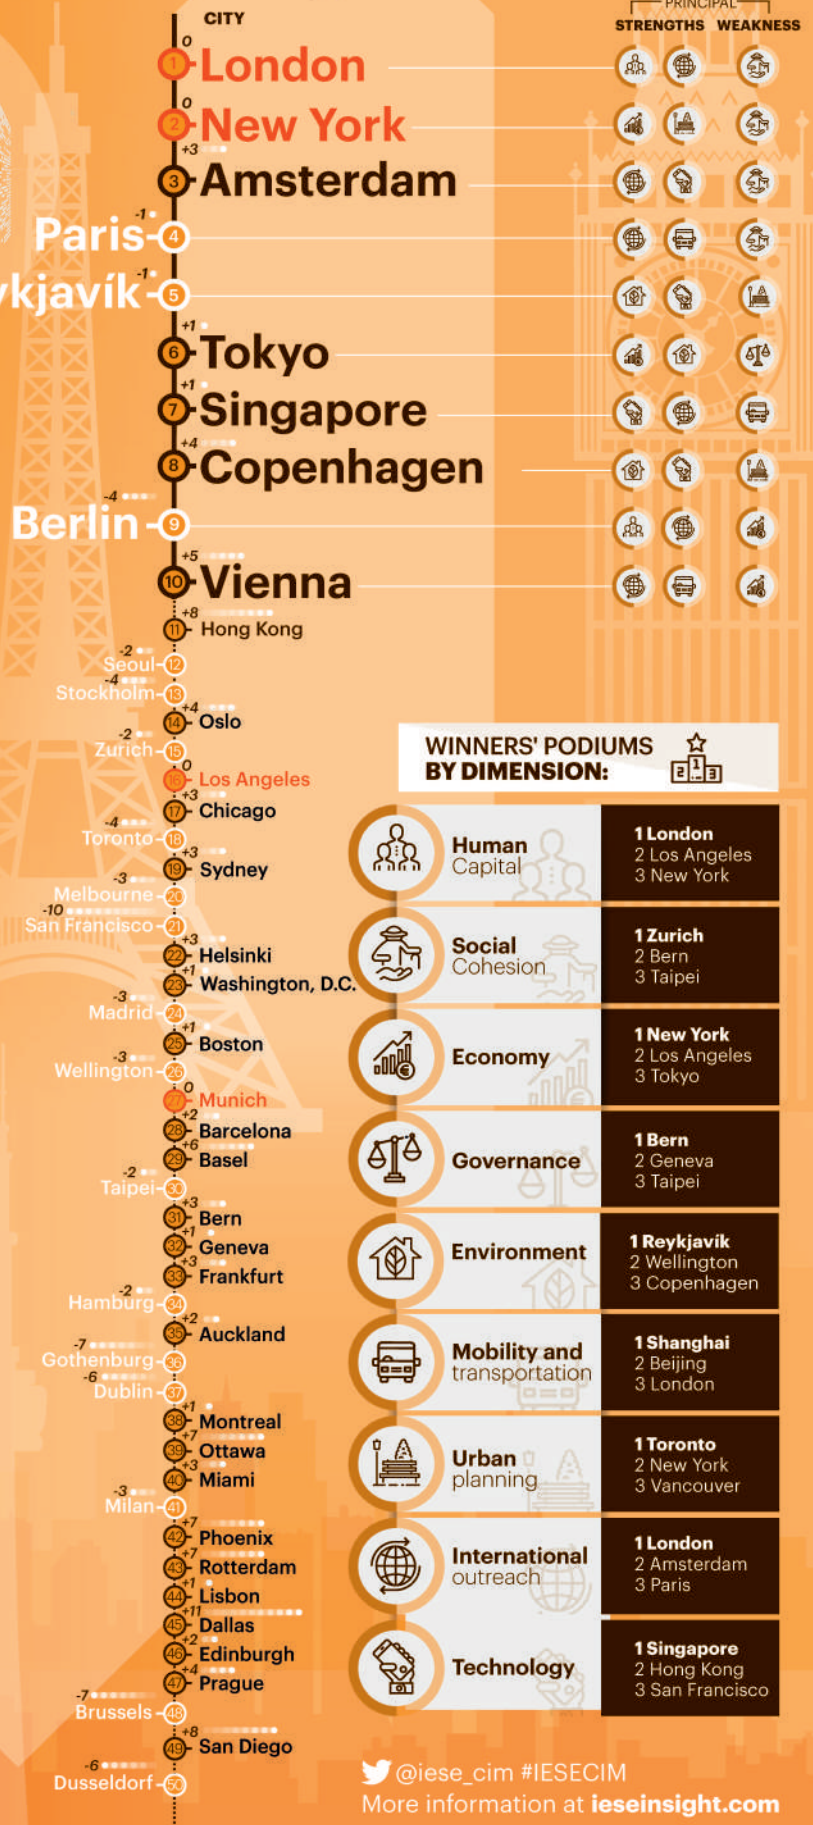 PRINCIPAL
CITY
STRENGTHS WEAKNESS
0
1 London
0
2 New York
+3
3 Amsterdam
-1
Paris 4
-1
ykjavík 5
+1
6 Tokyo
+1
7 Singapore
+4
8 Copenhagen
-4
Berlin 9
+5
10 Vienna
+8
11 Hong Kong
-2
Seoul 12
-4
Stockholm 13
+4
14 Oslo
-2
Zurich 15
0
16 Los Angeles
+3
17 Chicago
-4
Toronto 18
+3
19 Sydney
-3
Melbourne 20
-10
San Francisco 21
+3
22 Helsinki
+1
23 Washington, D.C.
-3
Madrid 24
+1
25 Boston
-3
Wellington 26
0
27 Munich
+2
28 Barcelona
+6
29 Basel
-2
Taipei 30
+3
31 Bern
+1
32 Geneva
+3
33 Frankfurt
-2
Hamburg 34
+2
35 Auckland
-7
Gothenburg 36
-6
Dublin 37
+1
38 Montreal
+7
39 Ottawa
+3
40 Miami
-3
Milan 41
+7
42 Phoenix
+7
43 Rotterdam
+1
44 Lisbon
+11
45 Dallas
+2
46 Edinburgh
+4
47 Prague
-7
Brussels 48
+8
49 San Diego
-6
Dusseldorf 50
WINNERS' PODIUMS
BY DIMENSION:
2 1 3
Human
Capital
1 London
2 Los Angeles
3 New York
Social
Cohesion
1 Zurich
2 Bern
3 Taipei
Economy
1 New York
2 Los Angeles
3 Tokyo
Governance
1 Bern
2 Geneva
3 Taipei
Environment
1 Reykjavík
2 Wellington
3 Copenhagen
Mobility and
transportation
1 Shanghai
2 Beijing
3 London
Urban
planning
1 Toronto
2 New York
3 Vancouver
International
outreach
1 London
2 Amsterdam
3 Paris
Technology
1 Singapore
2 Hong Kong
3 San Francisco
@iese_cim #IESECIM
More information at ieseinsight.com